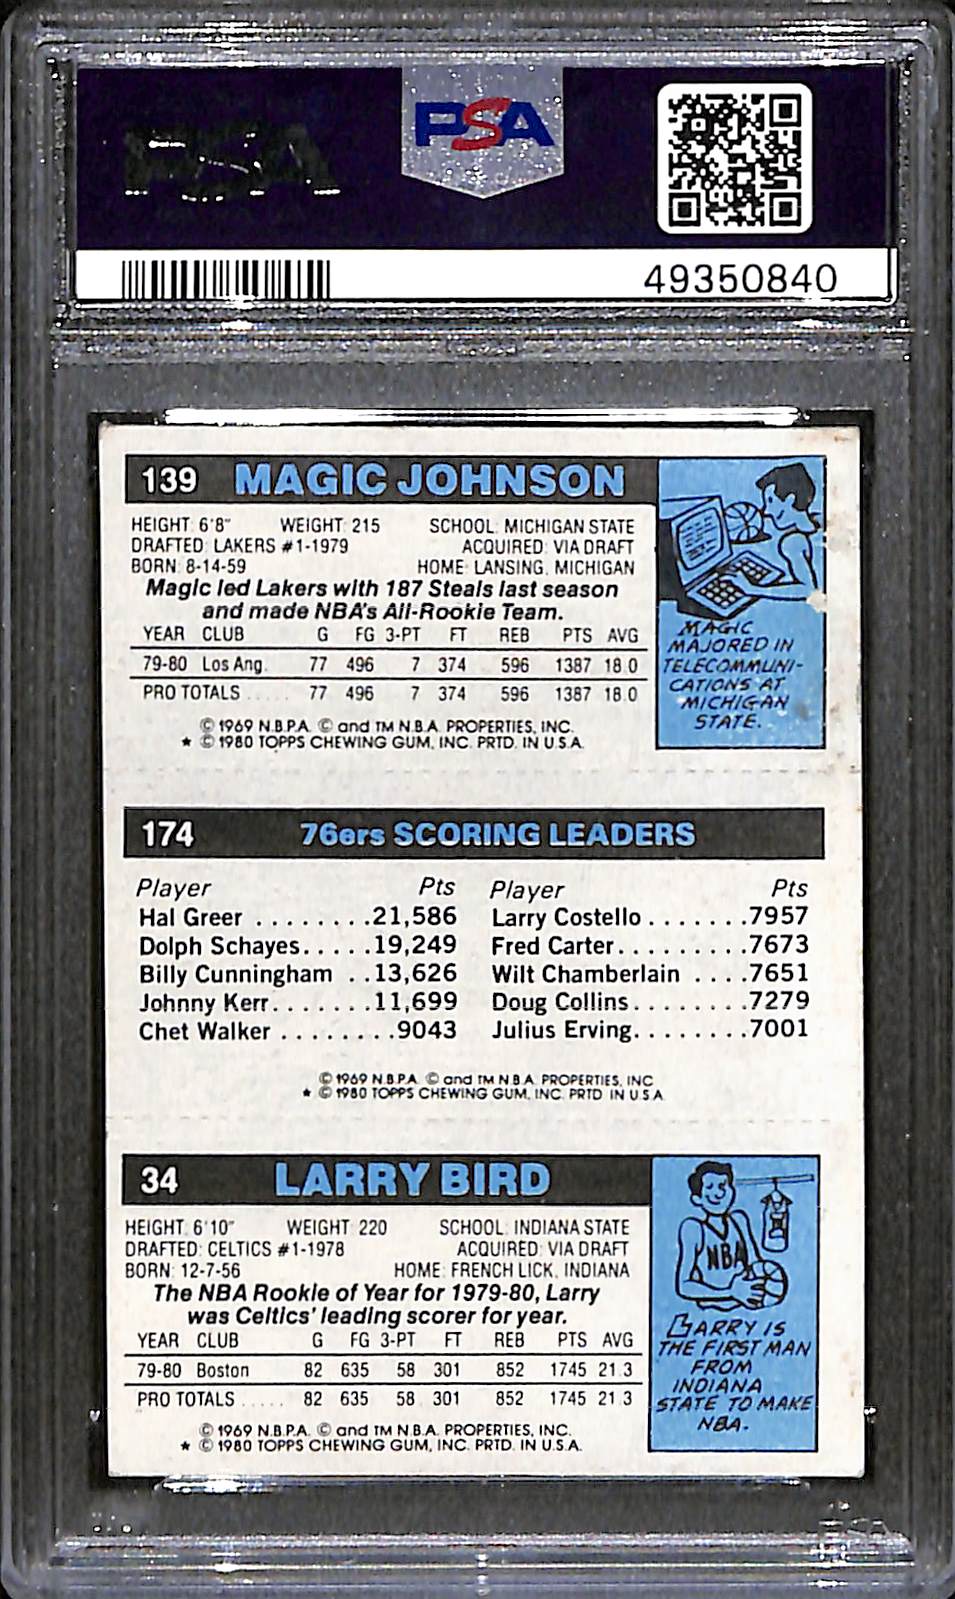 PSA
PSA
49350840
139 MAGIC JOHNSON
HEIGHT: 6'8" WEIGHT: 215 SCHOOL: MICHIGAN STATE
DRAFTED: LAKERS #1-1979 ACQUIRED: VIA DRAFT
BORN: 8-14-59 HOME: LANSING, MICHIGAN
Magic led Lakers with 187 Steals last season
and made NBA's All-Rookie Team.
YEAR CLUB G FG 3-PT FT REB PTS AVG
79-80 Los Ang. 77 496 7 374 596 1387 18.0
PRO TOTALS ..... 77 496 7 374 596 1387 18.0
© 1969 N.B.P.A. © and TM N.B.A. PROPERTIES, INC.
★ © 1980 TOPPS CHEWING GUM, INC. PRTD. IN U.S.A.
MAGIC
MAJORED IN
TELECOMMUNI-
CATIONS AT
MICHIGAN
STATE.
174 76ers SCORING LEADERS
Player Pts Player Pts
Hal Greer ........21,586 Larry Costello.......7957
Dolph Schayes.....19,249 Fred Carter.........7673
Billy Cunningham ..13,626 Wilt Chamberlain ....7651
Johnny Kerr.......11,699 Doug Collins........7279
Chet Walker ........9043 Julius Erving........7001
© 1969 N.B.P.A. © and TM N.B.A. PROPERTIES, INC.
★ © 1980 TOPPS CHEWING GUM, INC. PRTD. IN U.S.A.
34 LARRY BIRD
HEIGHT: 6'10" WEIGHT: 220 SCHOOL: INDIANA STATE
DRAFTED: CELTICS #1-1978 ACQUIRED: VIA DRAFT
BORN: 12-7-56 HOME: FRENCH LICK, INDIANA
The NBA Rookie of Year for 1979-80, Larry
was Celtics' leading scorer for year.
YEAR CLUB G FG 3-PT FT REB PTS AVG
79-80 Boston 82 635 58 301 852 1745 21.3
PRO TOTALS ..... 82 635 58 301 852 1745 21.3
© 1969 N.B.P.A. © and TM N.B.A. PROPERTIES, INC.
★ © 1980 TOPPS CHEWING GUM, INC. PRTD. IN U.S.A.
NBA
LARRY IS
THE FIRST MAN
FROM
INDIANA
STATE TO MAKE
NBA.
PSA